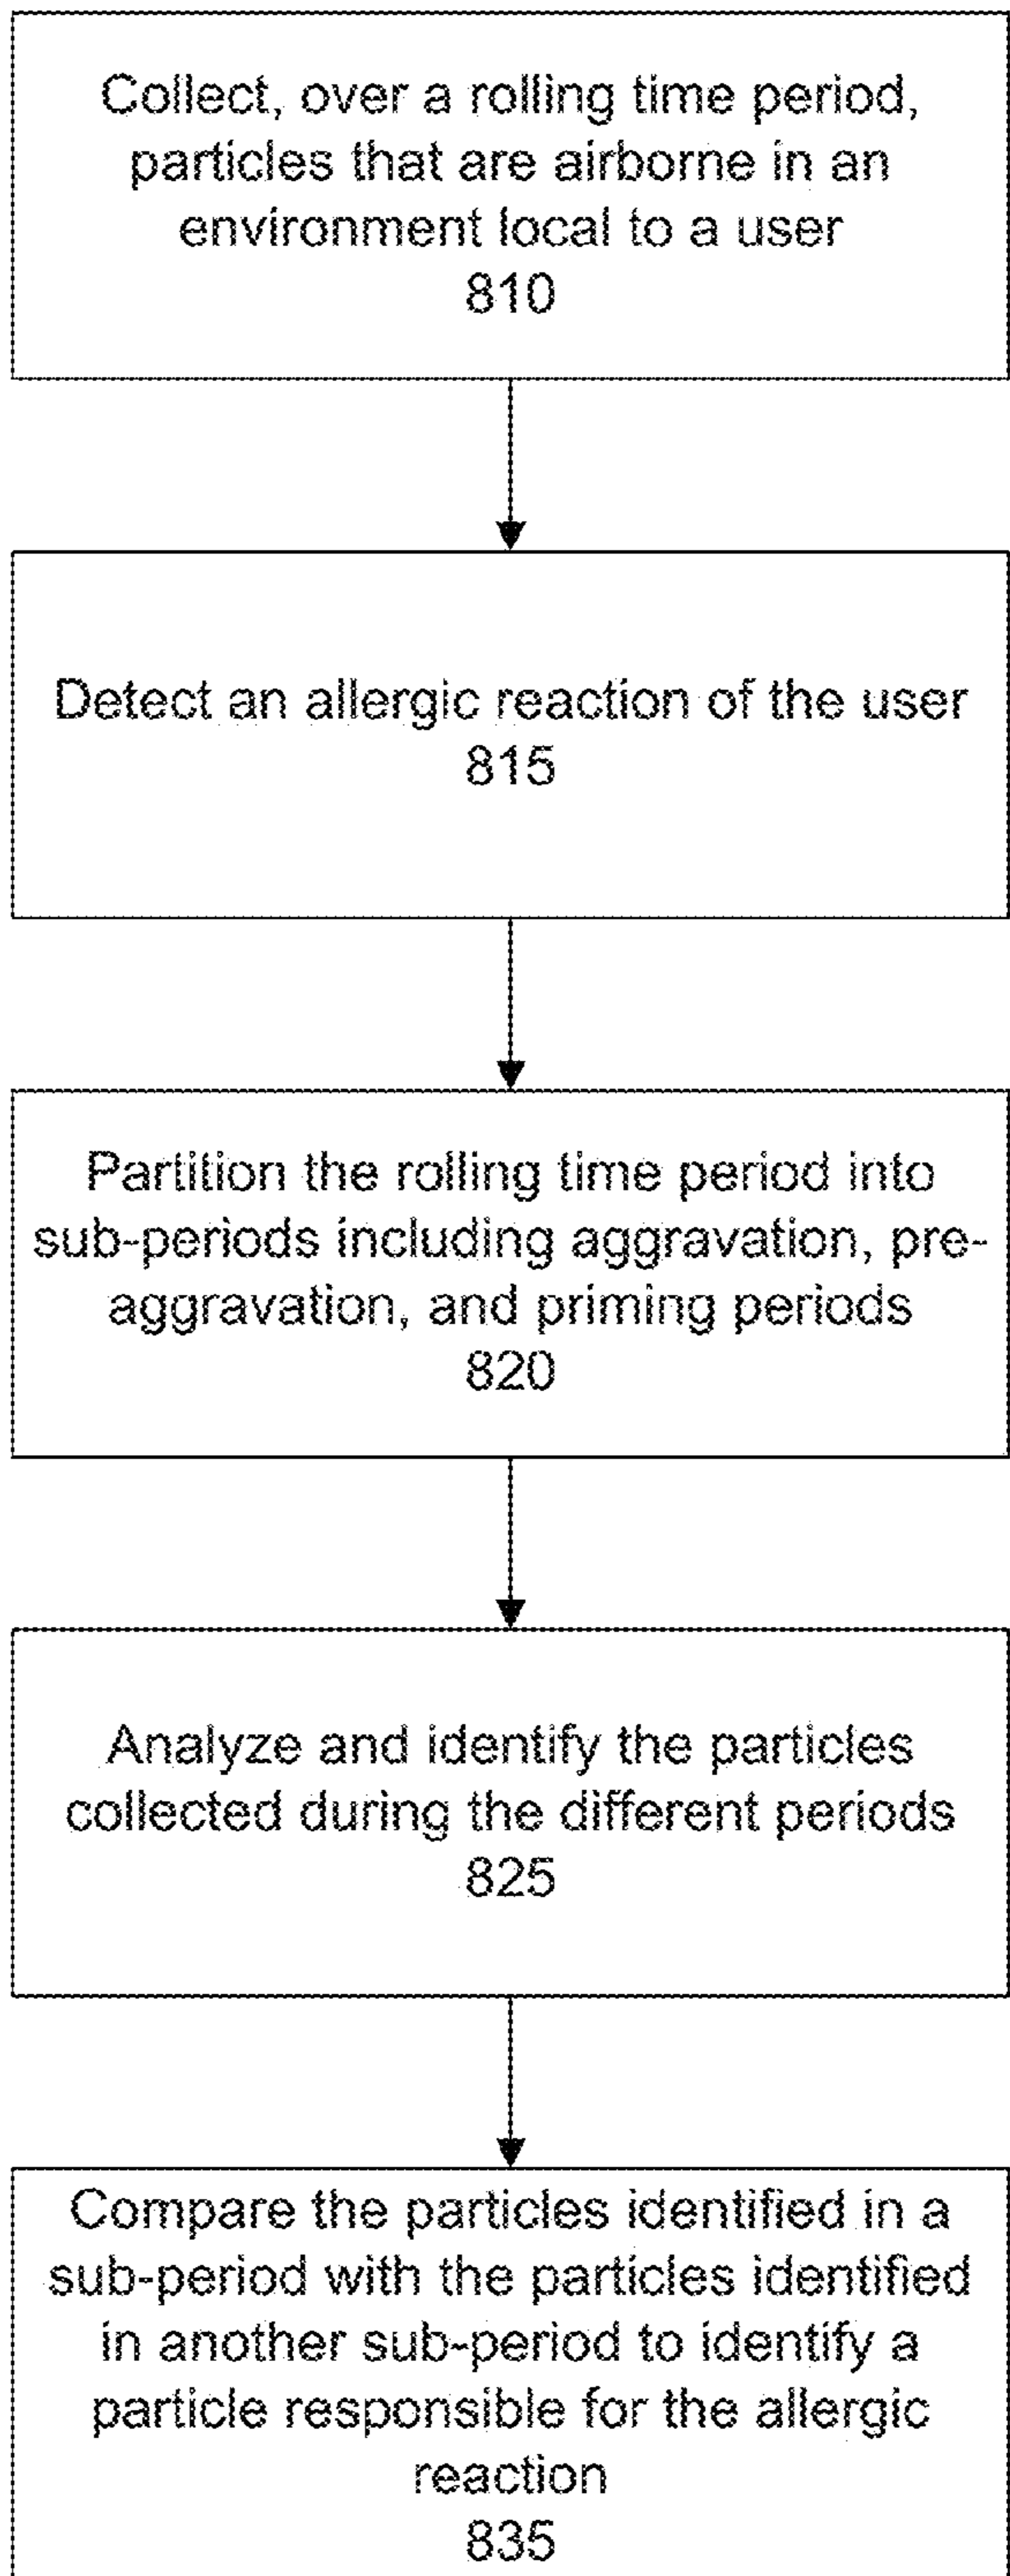 Collect, over a rolling time period,
particles that are airborne in an
environment local to a user
810
Detect an allergic reaction of the user
815
Partition the rolling time period into
sub-periods including aggravation, pre-
aggravation, and priming periods
820
Analyze and identify the particles
collected during the different periods
825
Compare the particles identified in a
sub-period with the particles identified
in another sub-period to identify a
particle responsible for the allergic
reaction
835